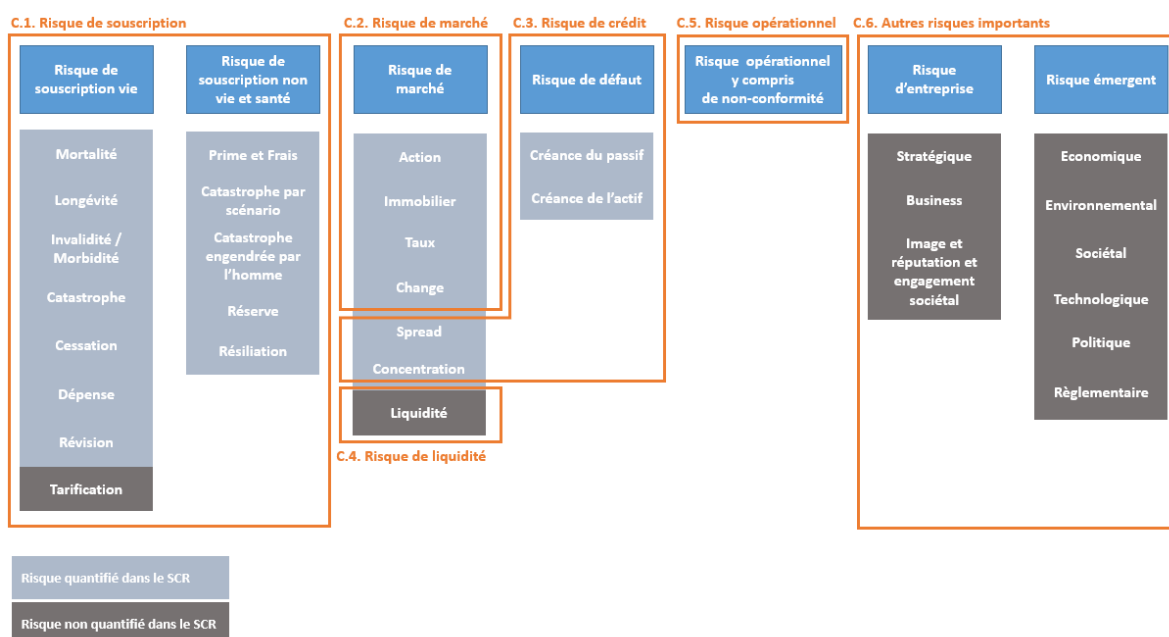 C.1. Risque de souscription
C.2. Risque de marché
C.3. Risque de crédit
C.5. Risque opérationnel
C.6. Autres risques importants
Risque de
souscription vie
Risque de
souscription non
vie et santé
Risque de
marché
Risque de défaut
Risque opérationnel
y compris
de non-conformité
Risque
d'entreprise
Risque émergent
Mortalité
Longévité
Invalidité /
Morbidité
Catastrophe
Cessation
Dépense
Révision
Tarification
Prime et Frais
Catastrophe par
scénario
Catastrophe
engendrée par
l'homme
Réserve
Résiliation
Action
Immobilier
Taux
Change
Spread
Concentration
Liquidité
C.4. Risque de liquidité
Créance du passif
Créance de l'actif
Stratégique
Business
Image et
réputation et
engagement
sociétal
Economique
Environnemental
Sociétal
Technologique
Politique
Règlementaire
Risque quantifié dans le SCR
Risque non quantifié dans le SCR